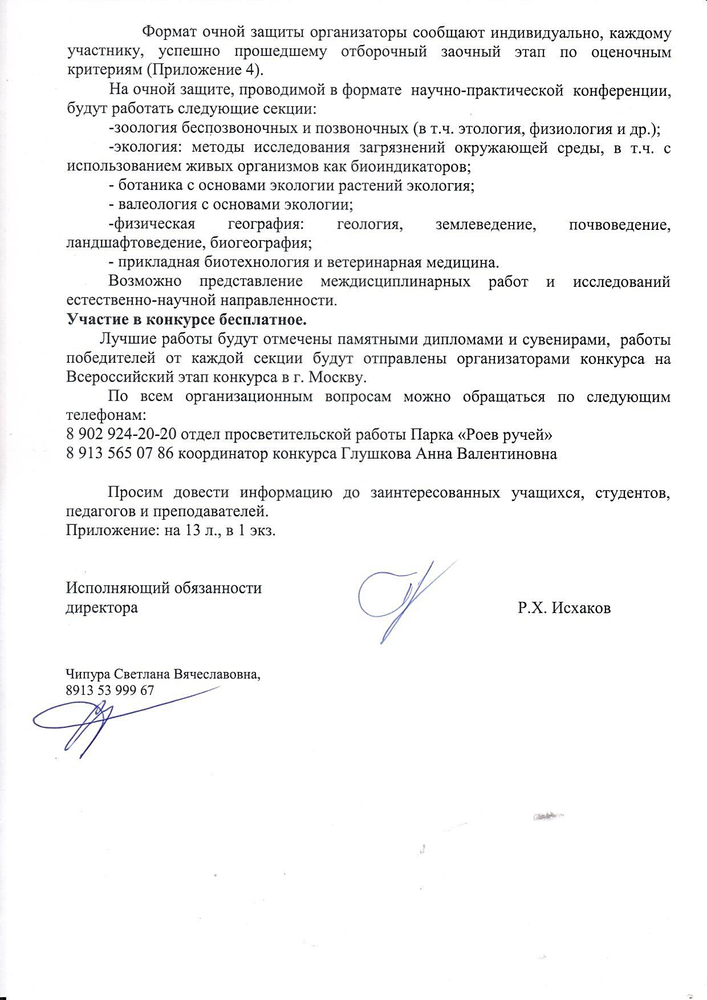 Формат очной защиты организаторы сообщают индивидуально, каждому
участнику, успешно прошедшему отборочный заочный этап по оценочным
критериям (Приложение 4).
На очной защите, проводимой в формате научно-практической конференции,
будут работать следующие секции:
-зоология беспозвоночных и позвоночных (в т.ч. этология, физиология и др.);
-экология: методы исследования загрязнений окружающей среды, в т.ч. с
использованием живых организмов как биоиндикаторов;
- ботаника с основами экологии растений экология;
- валеология с основами экологии;
-физическая география: геология, землеведение, почвоведение,
ландшафтоведение, биогеография;
- прикладная биотехнология и ветеринарная медицина.
Возможно представление междисциплинарных работ и исследований
естественно-научной направленности.
Участие в конкурсе бесплатное.
Лучшие работы будут отмечены памятными дипломами и сувенирами, работы
победителей от каждой секции будут отправлены организаторами конкурса на
Всероссийский этап конкурса в г. Москву.
По всем организационным вопросам можно обращаться по следующим
телефонам:
8 902 924-20-20 отдел просветительской работы Парка «Роев ручей»
8 913 565 07 86 координатор конкурса Глушкова Анна Валентиновна
Просим довести информацию до заинтересованных учащихся, студентов,
педагогов и преподавателей.
Приложение: на 13 л., в 1 экз.
Исполняющий обязанности
директора Р.Х. Исхаков
Чипура Светлана Вячеславовна,
8913 53 999 67